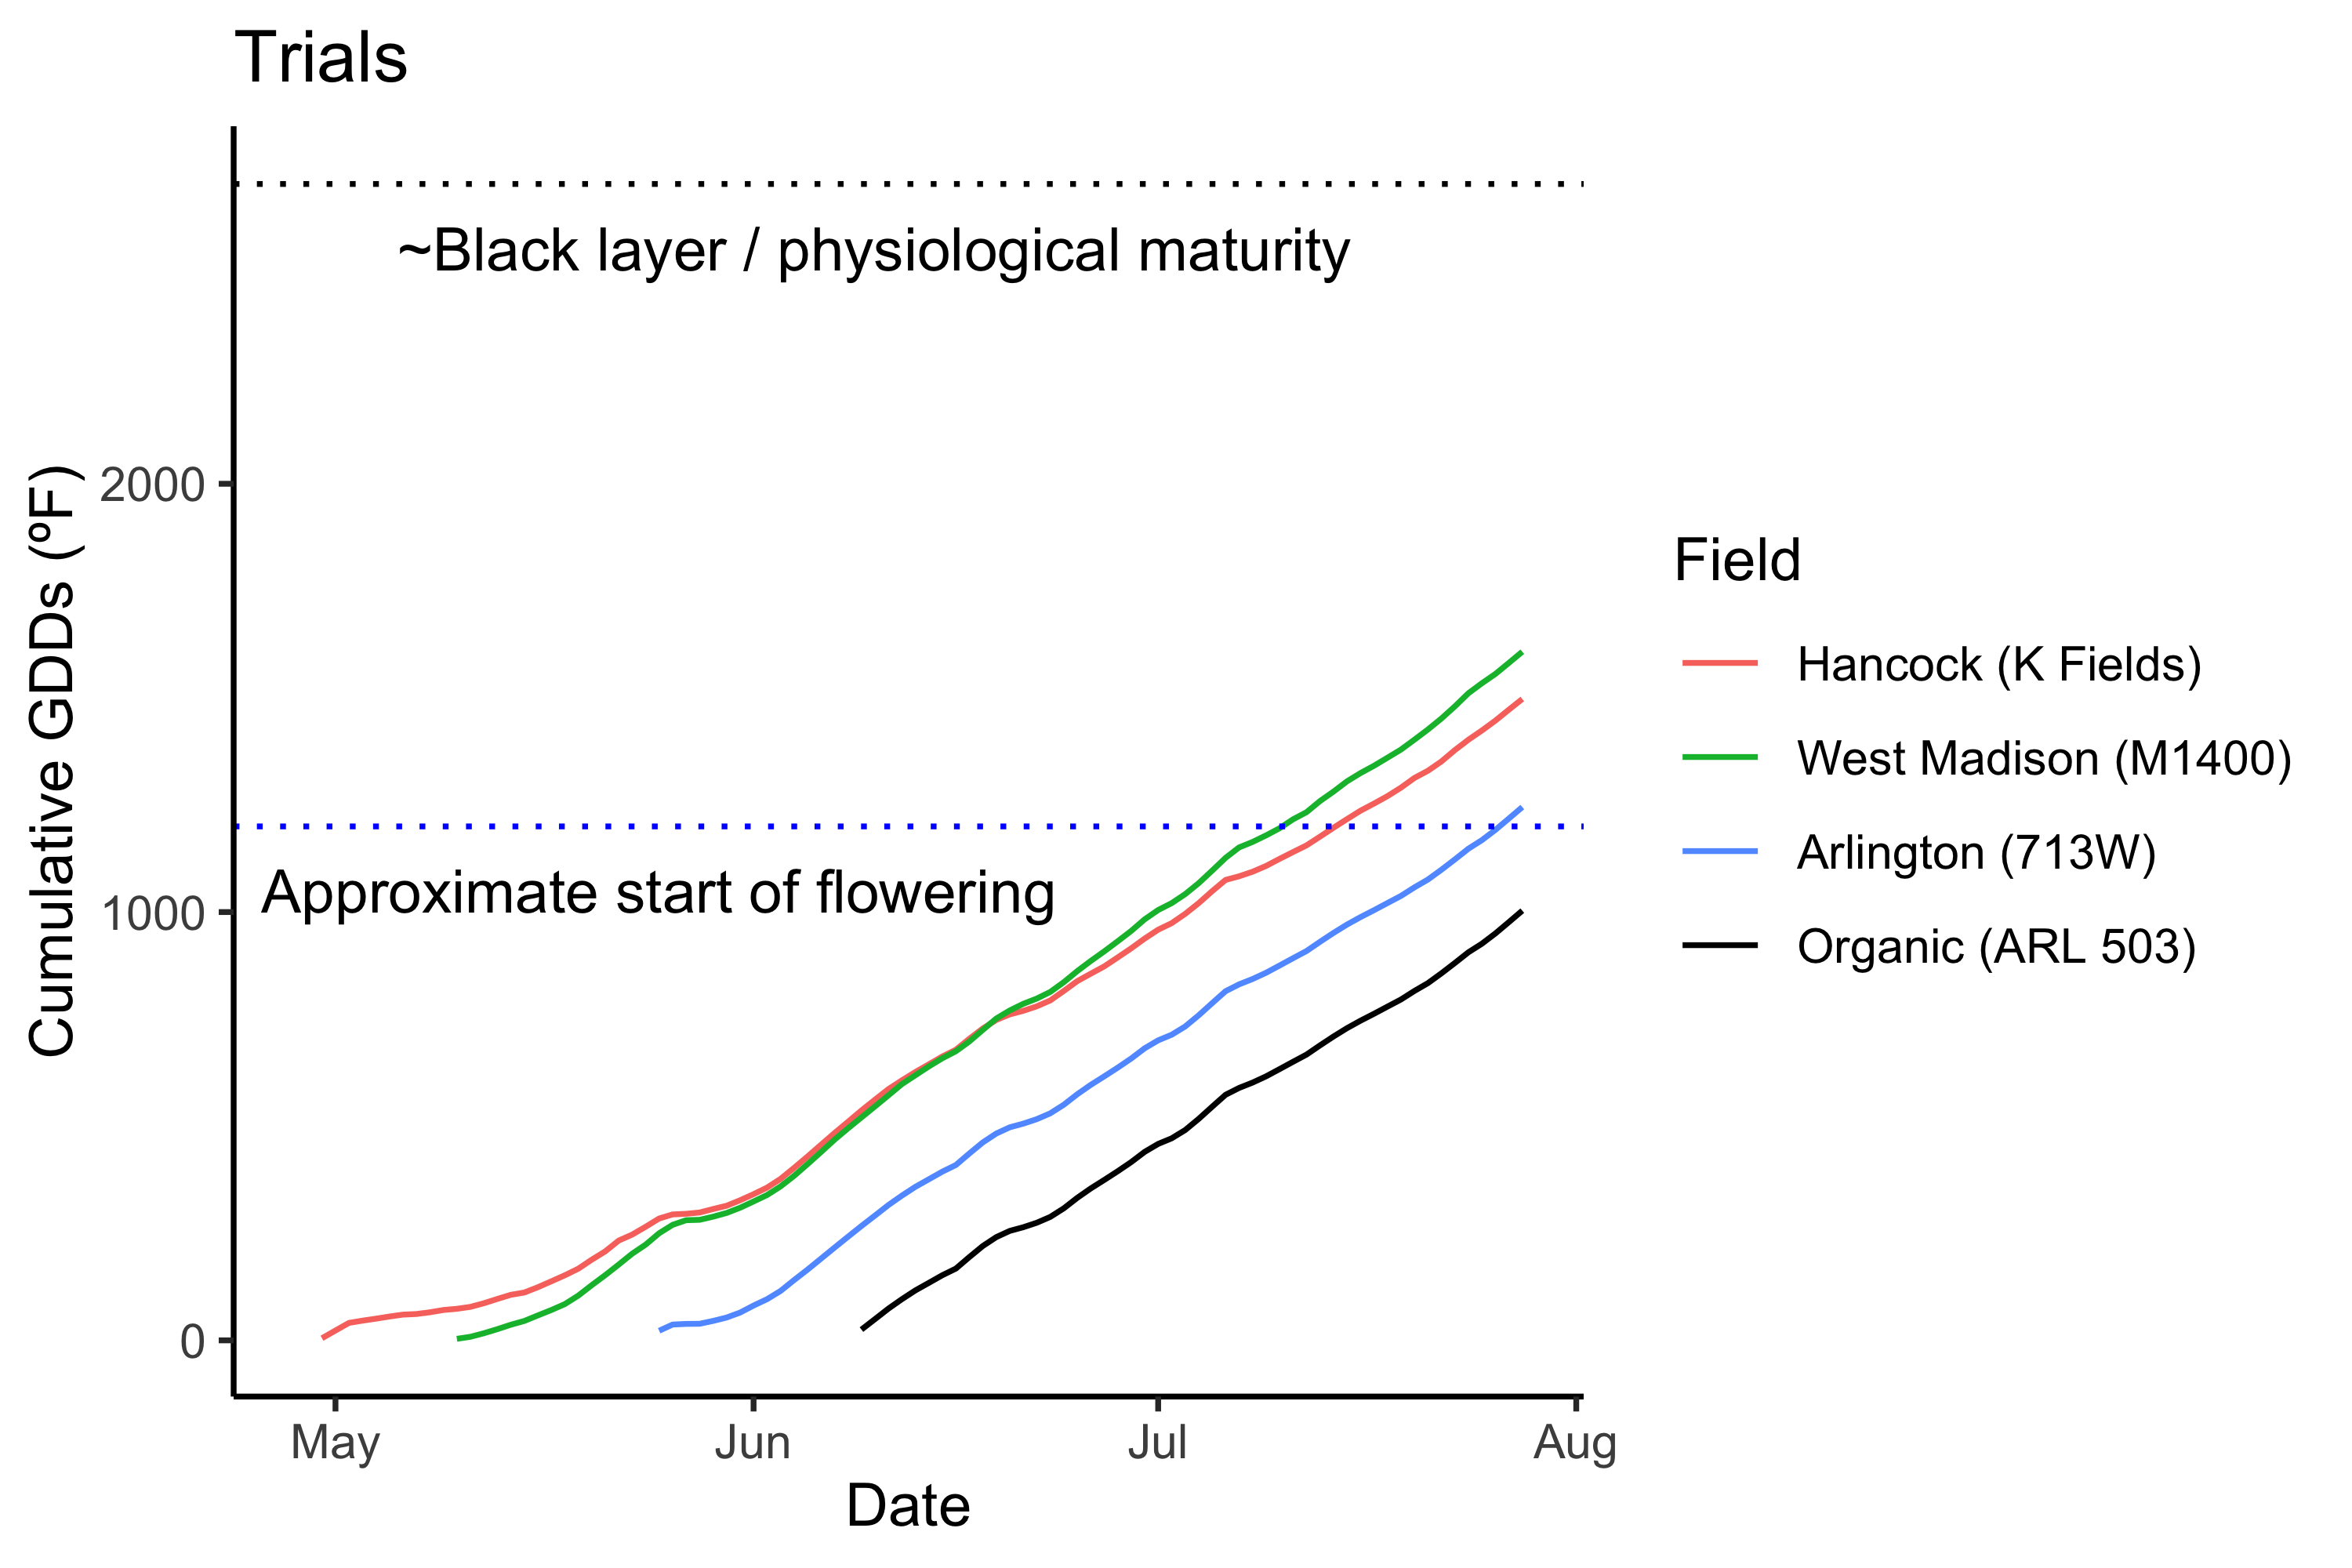 Trials
~Black layer / physiological maturity
2000
Approximate start of flowering
1000
0
Cumulative GDDs (ºF)
May
Jun
Jul
Aug
Date
Field
Hancock (K Fields)
West Madison (M1400)
Arlington (713W)
Organic (ARL 503)